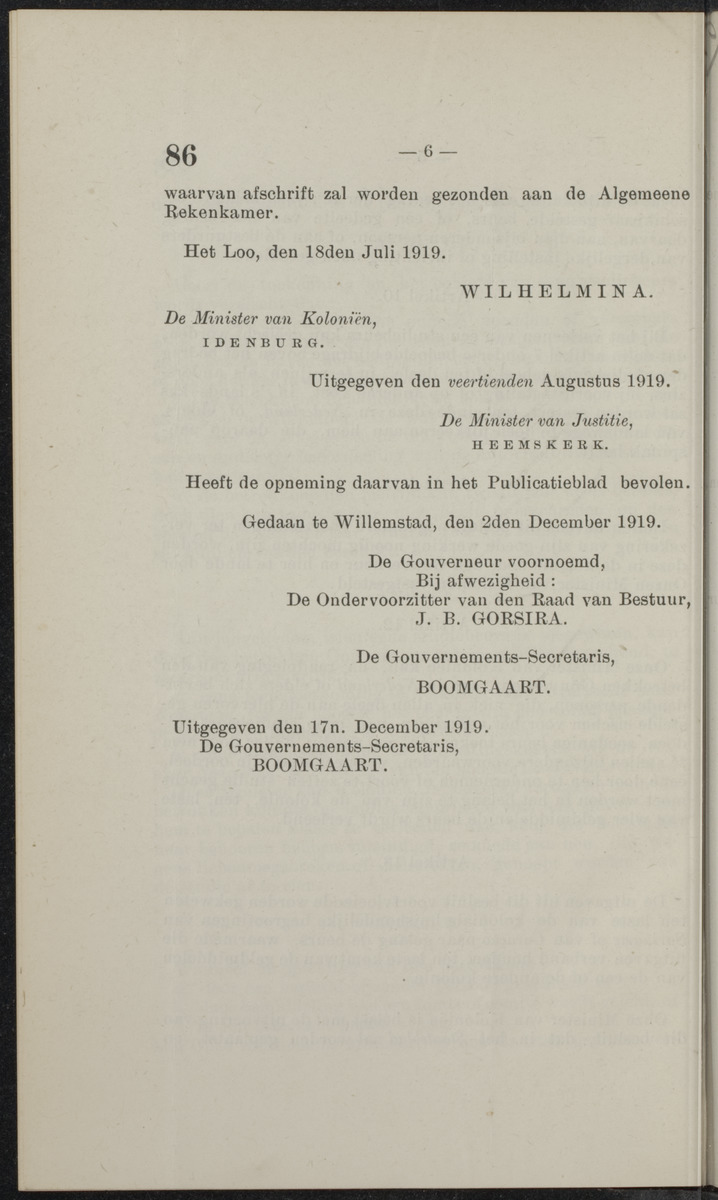 86
— 6 —
waarvan afschrift zal worden gezonden aan de Algemeene
Rekenkamer.
Het Loo, den 18den Juli 1919.
WILHELMINA.
De Minister van Koloniën,
IDENBURG.
Uitgegeven den veertienden Augustus 1919.
De Minister van Justitie,
HEEMSKERK.
Heeft de opneming daarvan in het Publicatieblad bevolen.
Gedaan te Willemstad, den 2den December 1919.
De Gouverneur voornoemd,
Bij afwezigheid :
De Ondervoorzitter van den Raad van Bestuur,
J. B. GORSIRA.
De Gouvernements-Secretaris,
BOOMGAART.
Uitgegeven den 17n. December 1919.
De Gouvernements-Secretaris,
BOOMGAART.